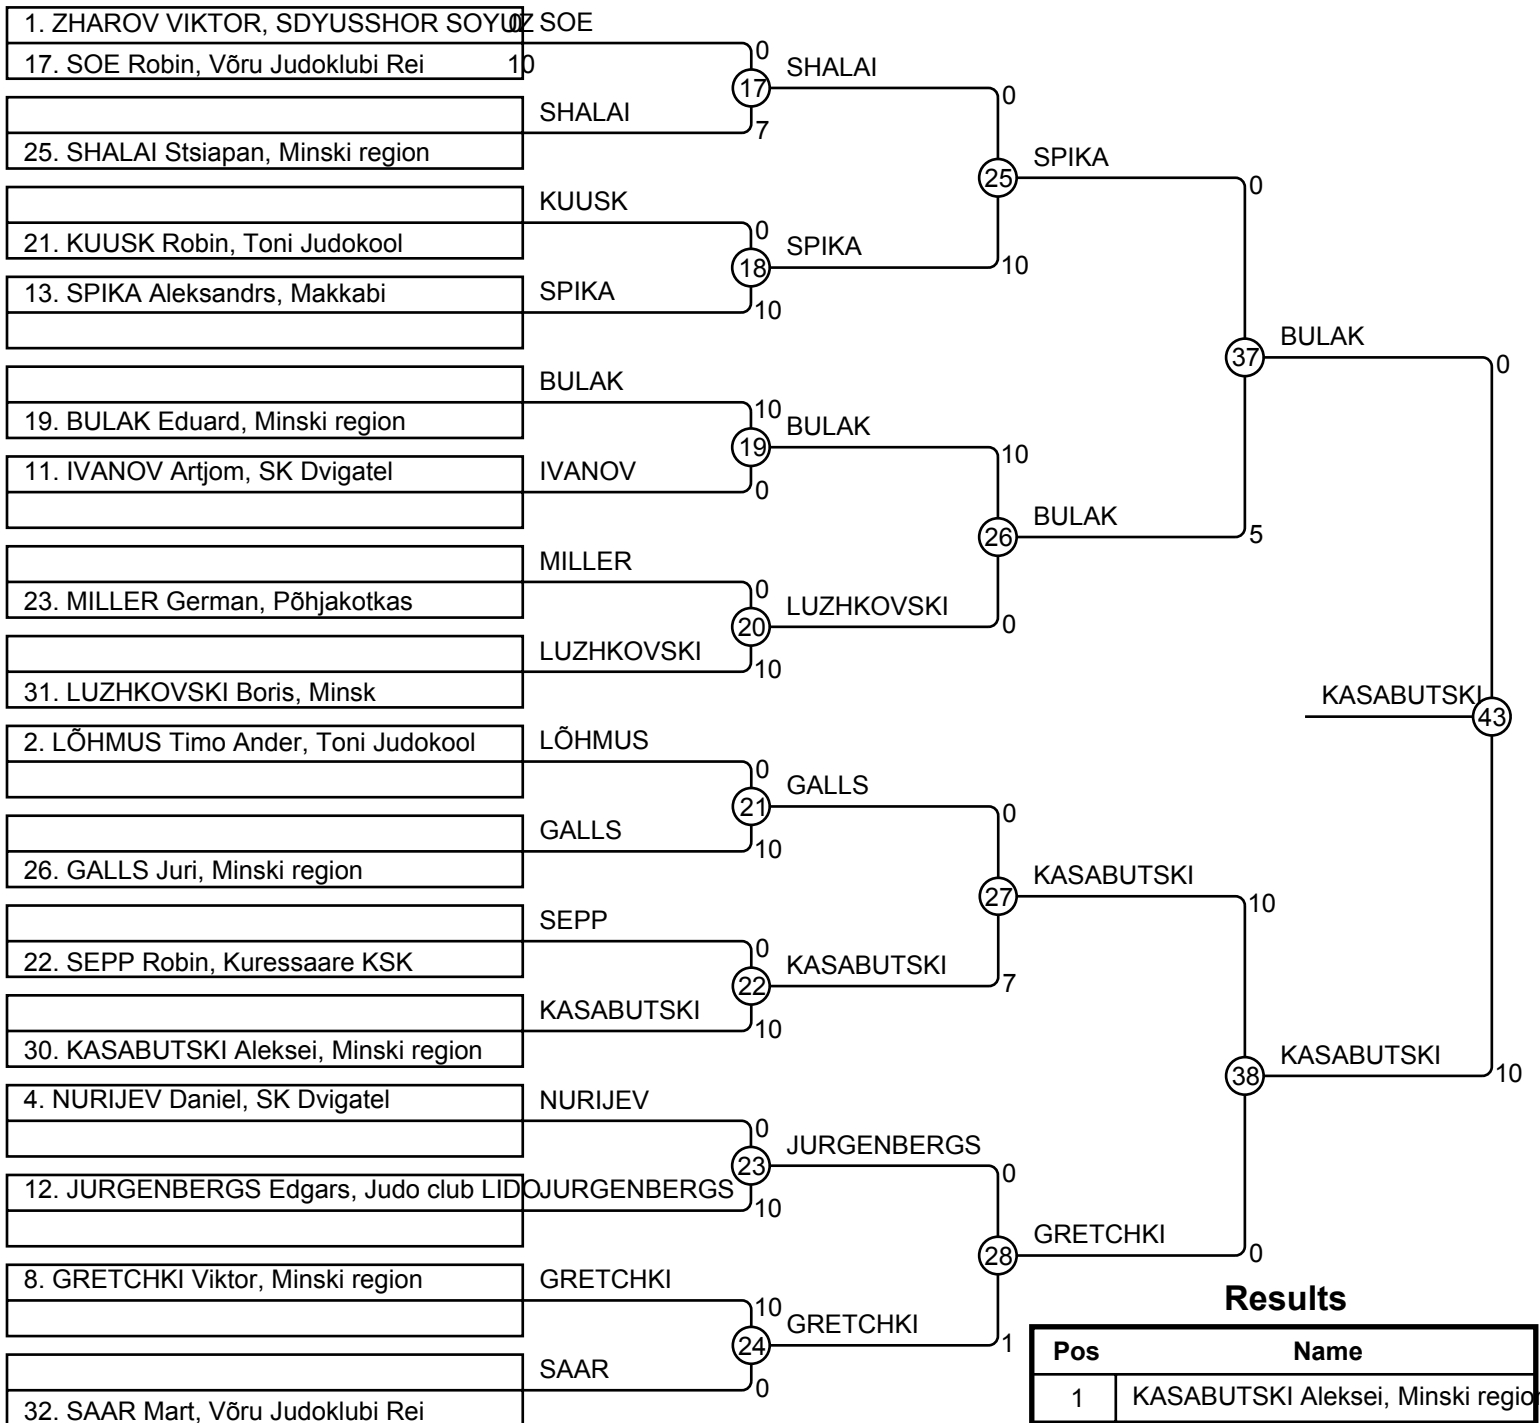 1. ZHAROV VIKTOR, SDYUSSHOR SOYUZ 0 SOE
17. SOE Robin, Võru Judoklubi Rei 10
0
SHALAI
17
0
SHALAI
7
25. SHALAI Stsiapan, Minski region
SPIKA
25
0
KUUSK
21. KUUSK Robin, Toni Judokool
0
SPIKA
18
10
13. SPIKA Aleksandrs, Makkabi
SPIKA
10
BULAK
37
0
BULAK
19. BULAK Eduard, Minski region
10
BULAK
19
10
11. IVANOV Artjom, SK Dvigatel
IVANOV
0
BULAK
26
5
MILLER
23. MILLER German, Põhjakotkas
0
LUZHKOVSKI
20
0
LUZHKOVSKI
10
31. LUZHKOVSKI Boris, Minsk
KASABUTSKI
43
2. LÕHMUS Timo Ander, Toni Judokool
LÕHMUS
0
GALLS
21
0
GALLS
10
26. GALLS Juri, Minski region
KASABUTSKI
27
10
SEPP
22. SEPP Robin, Kuressaare KSK
0
KASABUTSKI
22
7
KASABUTSKI
10
30. KASABUTSKI Aleksei, Minski region
KASABUTSKI
38
10
4. NURIJEV Daniel, SK Dvigatel
NURIJEV
0
JURGENBERGS
23
0
12. JURGENBERGS Edgars, Judo club LIDO
JURGENBERGS
10
GRETCHKI
28
0
8. GRETCHKI Viktor, Minski region
GRETCHKI
10
GRETCHKI
24
1
SAAR
0
32. SAAR Mart, Võru Judoklubi Rei
Results
Pos Name
1 KASABUTSKI Aleksei, Minski region